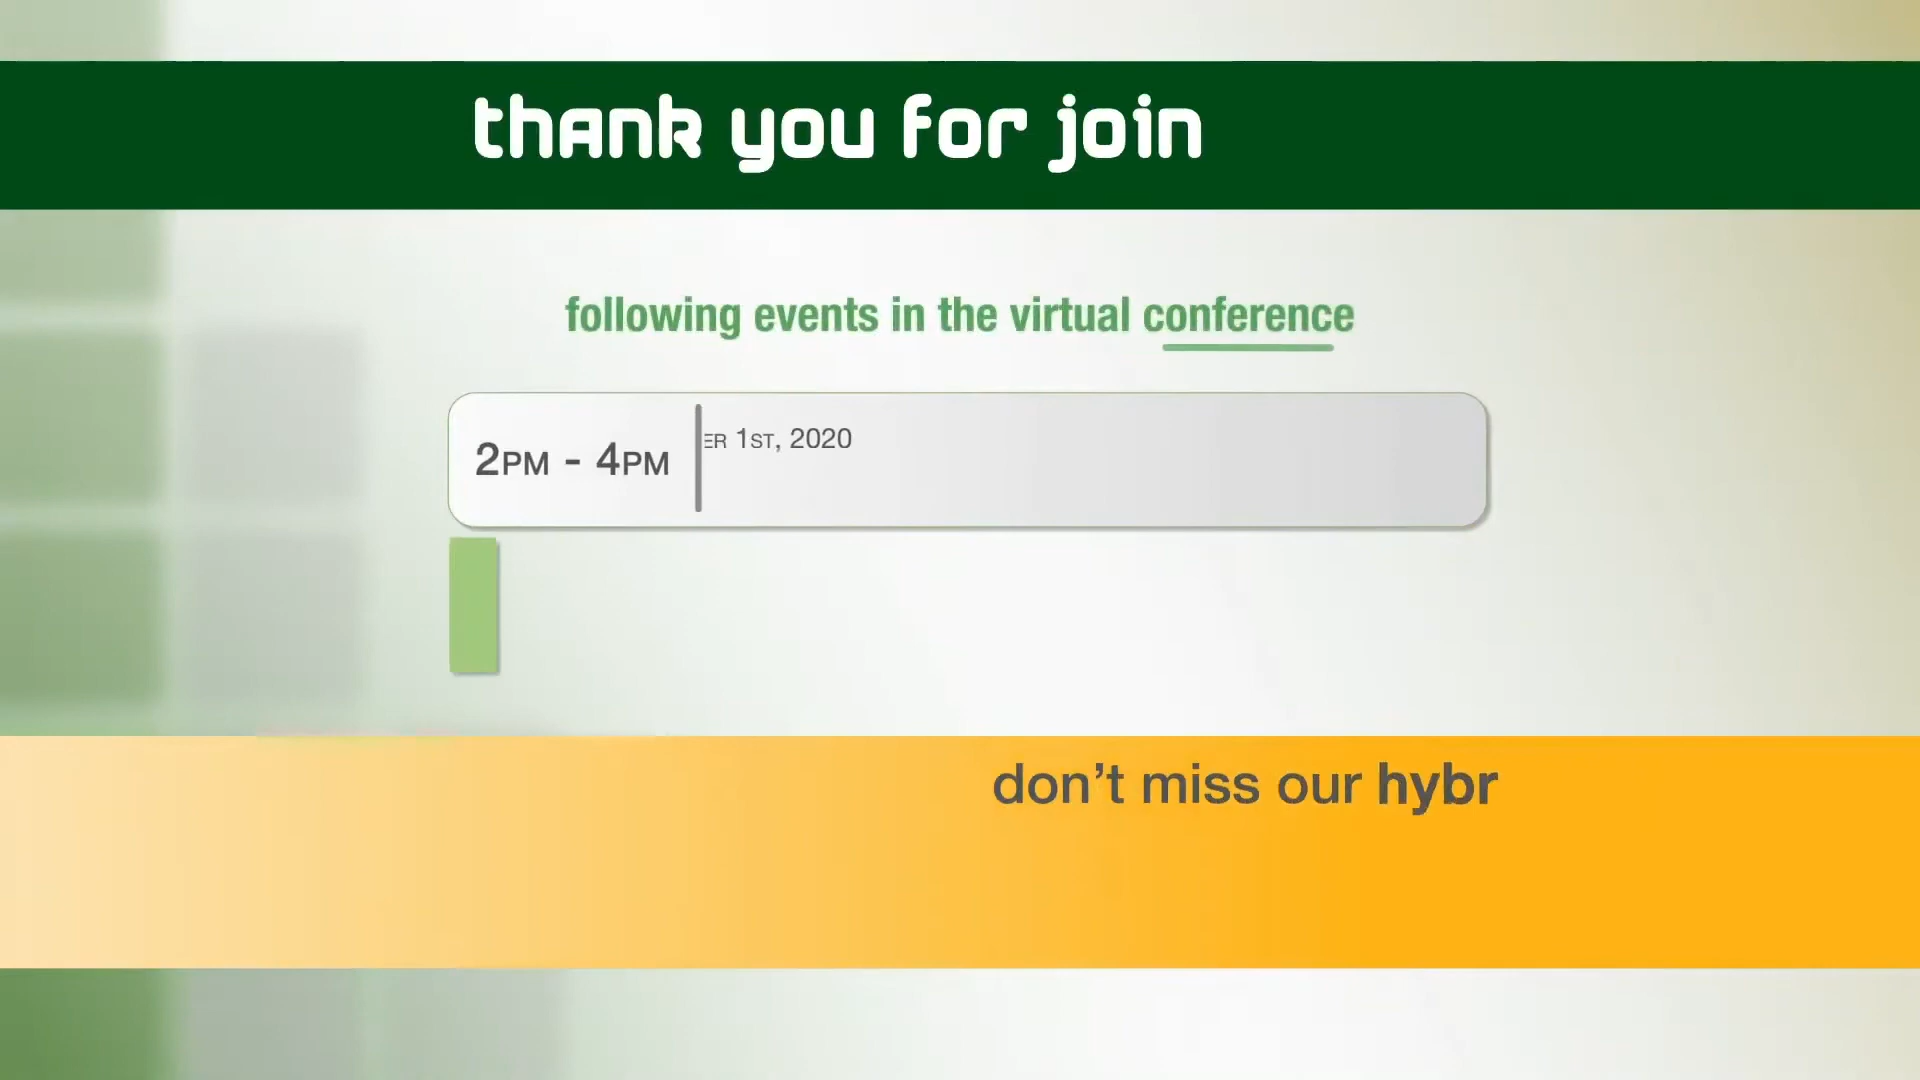 thank you for join
following events in the virtual conference
2PM - 4PM
ER 1ST, 2020
don't miss our hybr